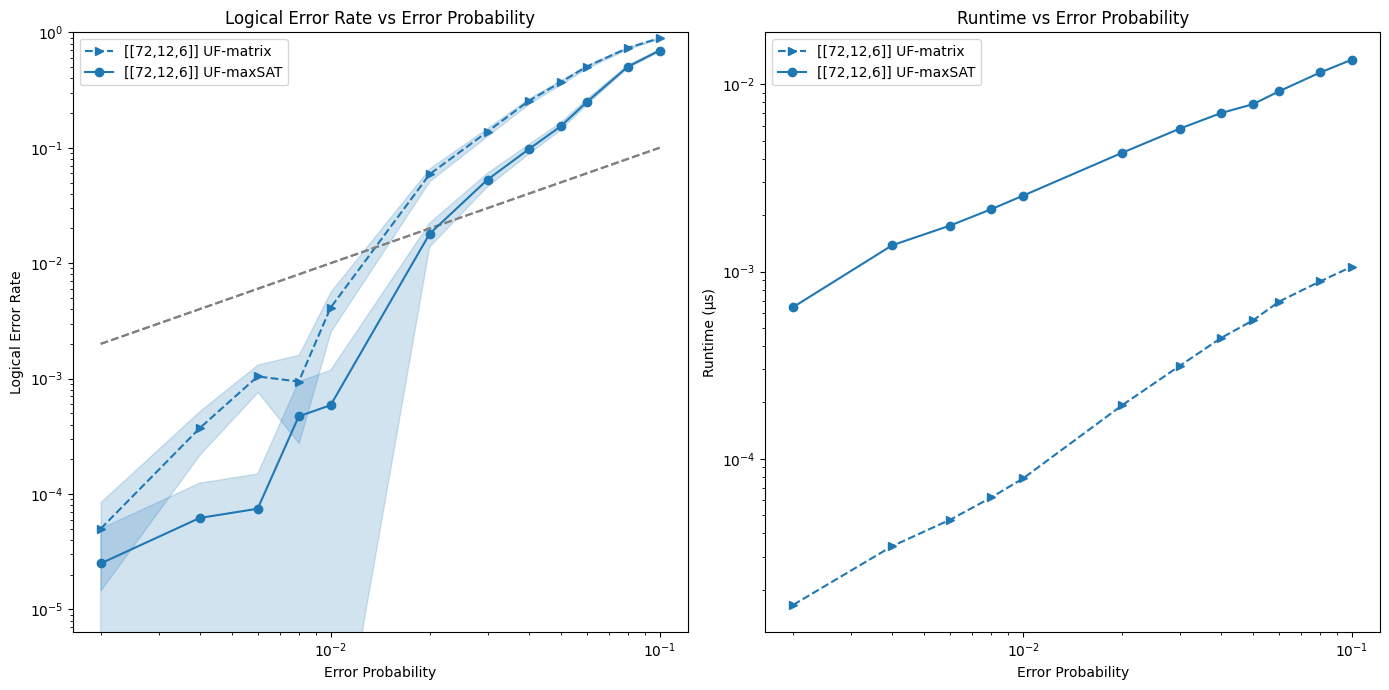 Logical Error Rate vs Error Probability
[[72,12,6]] UF-matrix
[[72,12,6]] UF-maxSAT
Logical Error Rate
10⁰
10⁻¹
10⁻²
10⁻³
10⁻⁴
10⁻⁵
10⁻²
10⁻¹
Error Probability
Runtime vs Error Probability
[[72,12,6]] UF-matrix
[[72,12,6]] UF-maxSAT
Runtime (μs)
10⁻²
10⁻³
10⁻⁴
10⁻²
10⁻¹
Error Probability